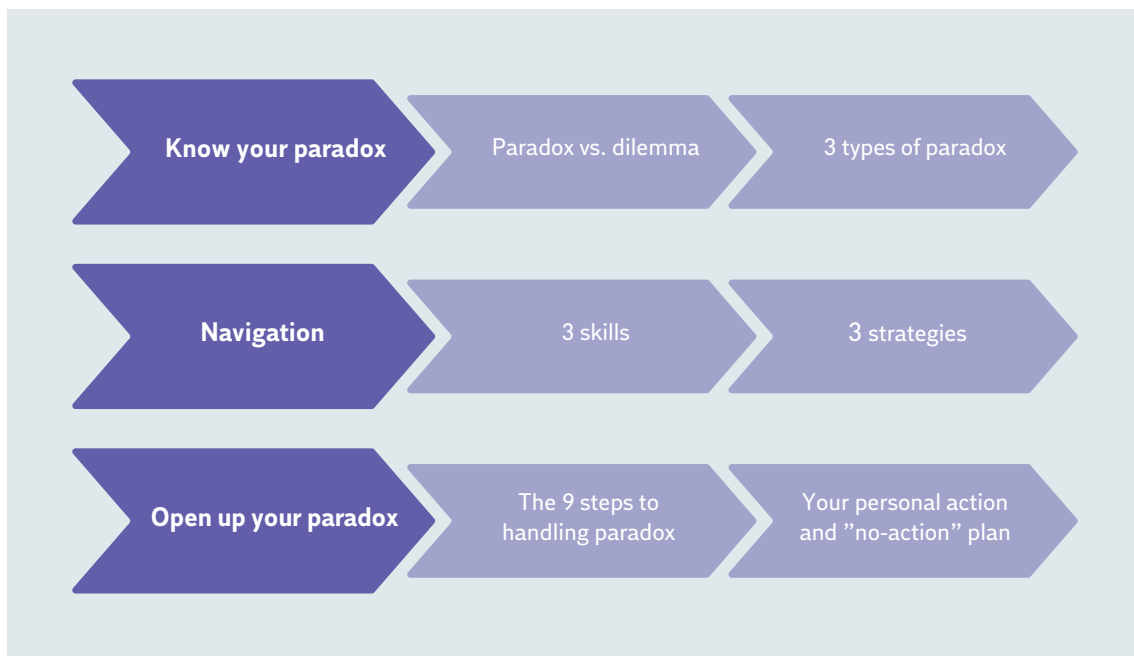 Know your paradox
Paradox vs. dilemma
3 types of paradox
Navigation
3 skills
3 strategies
Open up your paradox
The 9 steps to
handling paradox
Your personal action
and ”no-action” plan